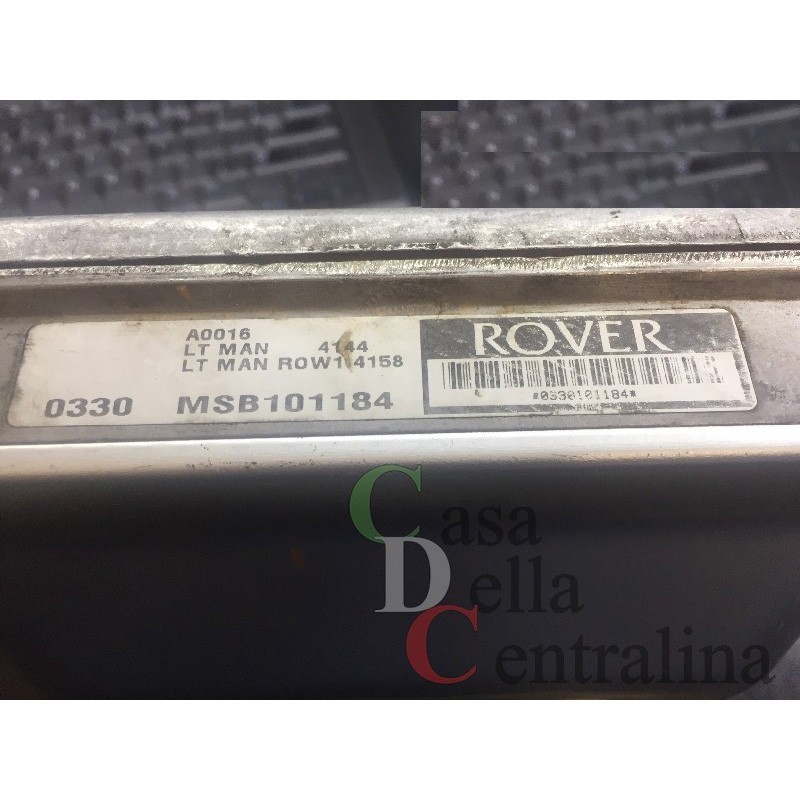 A0016
LT MAN 4144
LT MAN ROW1 4158
0330 MSB101184
ROVER
*0330101184*
Casa
Della
Centralina